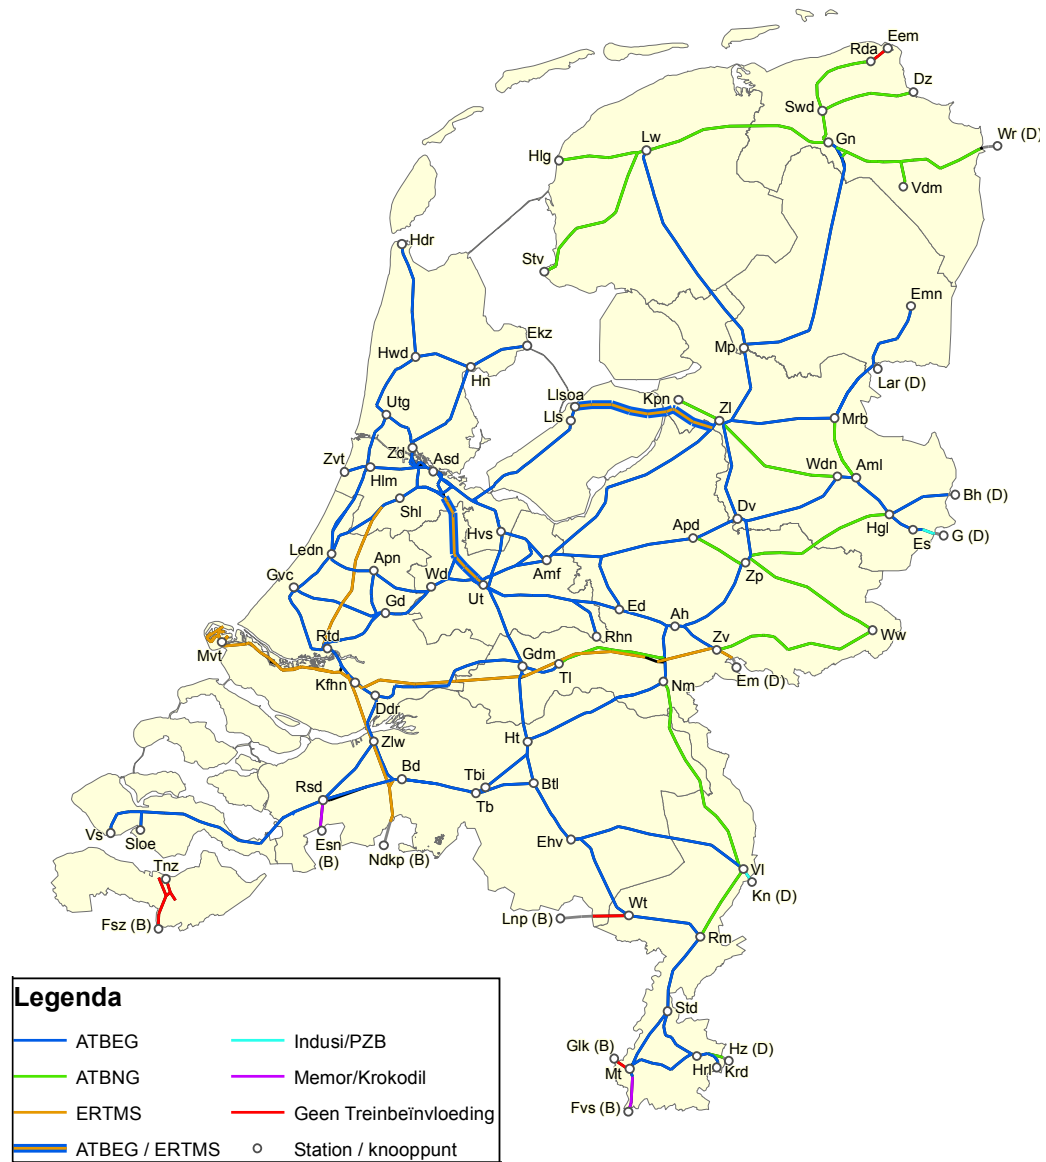 Eem
Rda
Dz
Swd
Wr (D)
Gn
Lw
Hlg
Vdm
Hdr
Stv
Emn
Ekz
Mp
Hwd
Hn
Lar (D)
Llsoa
Kpn
Zl
Utg
Lls
Mrb
Zd
Asd
Zvt
Hlm
Wdn
Aml
Bh (D)
Shl
Dv
Hgl
Apd
Es
G (D)
Hvs
Ledn
Apn
Amf
Zp
Gvc
Wd
Ut
Gd
Ed
Ah
Rtd
Rhn
Zv
Ww
Mvt
Gdm
Tl
Em (D)
Kfhn
Nm
Ddr
Zlw
Ht
Bd
Tbi
Btl
Rsd
Tb
Vs
Sloe
Esn
(B)
Ndkp (B)
Ehv
Tnz
Vl
Kn (D)
Fsz (B)
Lnp (B)
Wt
Rm
Legenda
ATBEG
Indusi/PZB
ATBNG
Memor/Krokodil
ERTMS
Geen Treinbeïnvloeding
ATBEG / ERTMS
Station / knooppunt
Std
Glk (B)
Hz (D)
Mt
Hrl
Krd
Fvs (B)